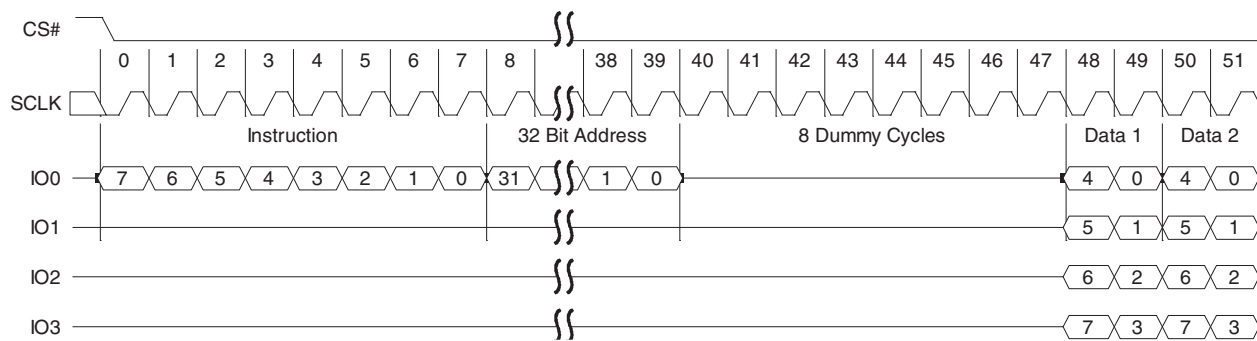 CS#
0 1 2 3 4 5 6 7 8 38 39 40 41 42 43 44 45 46 47 48 49 50 51
SCLK
Instruction 32 Bit Address 8 Dummy Cycles Data 1 Data 2
IO0 7 6 5 4 3 2 1 0 31 1 0 4 0 4 0
IO1 5 1 5 1
IO2 6 2 6 2
IO3 7 3 7 3